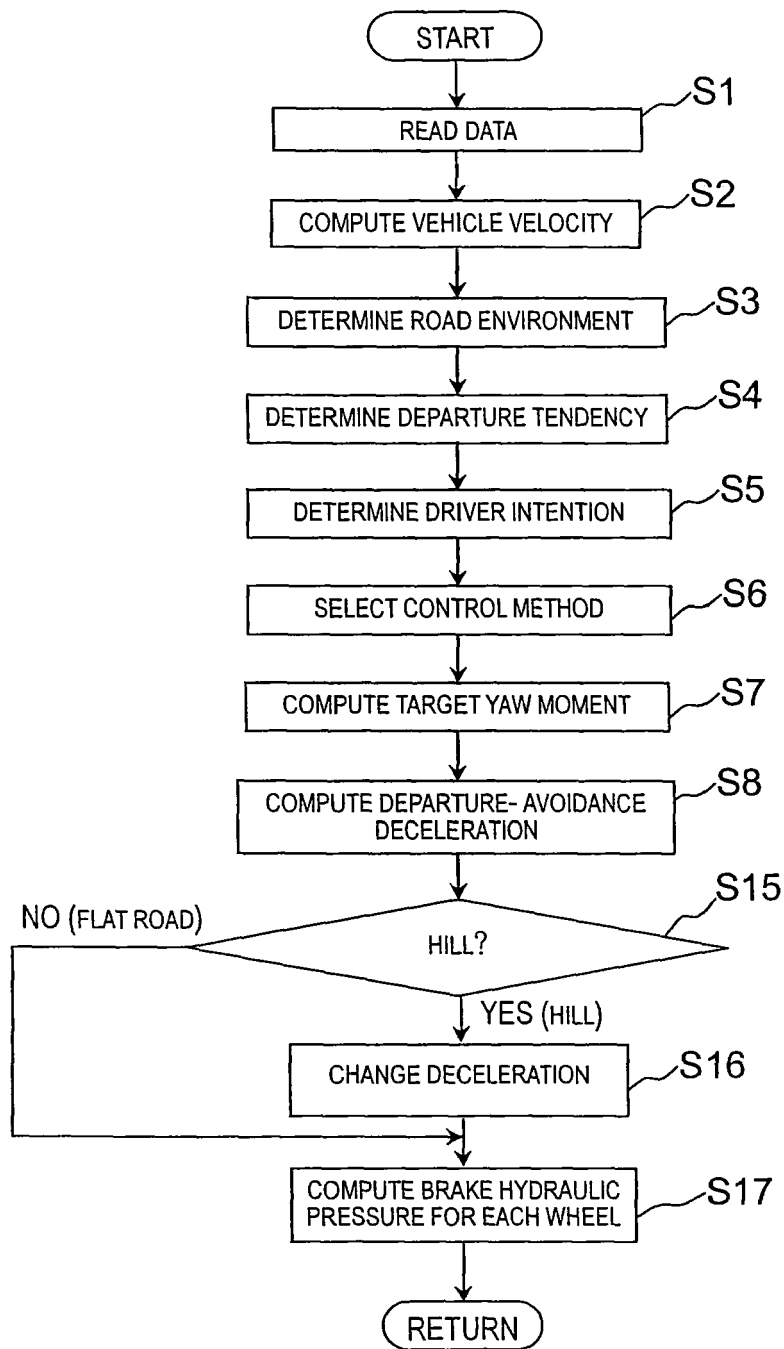 START
S1
READ DATA
S2
COMPUTE VEHICLE VELOCITY
S3
DETERMINE ROAD ENVIRONMENT
S4
DETERMINE DEPARTURE TENDENCY
S5
DETERMINE DRIVER INTENTION
S6
SELECT CONTROL METHOD
S7
COMPUTE TARGET YAW MOMENT
S8
COMPUTE DEPARTURE- AVOIDANCE
DECELERATION
S15
NO (FLAT ROAD)
HILL?
YES (HILL)
S16
CHANGE DECELERATION
S17
COMPUTE BRAKE HYDRAULIC
PRESSURE FOR EACH WHEEL
RETURN